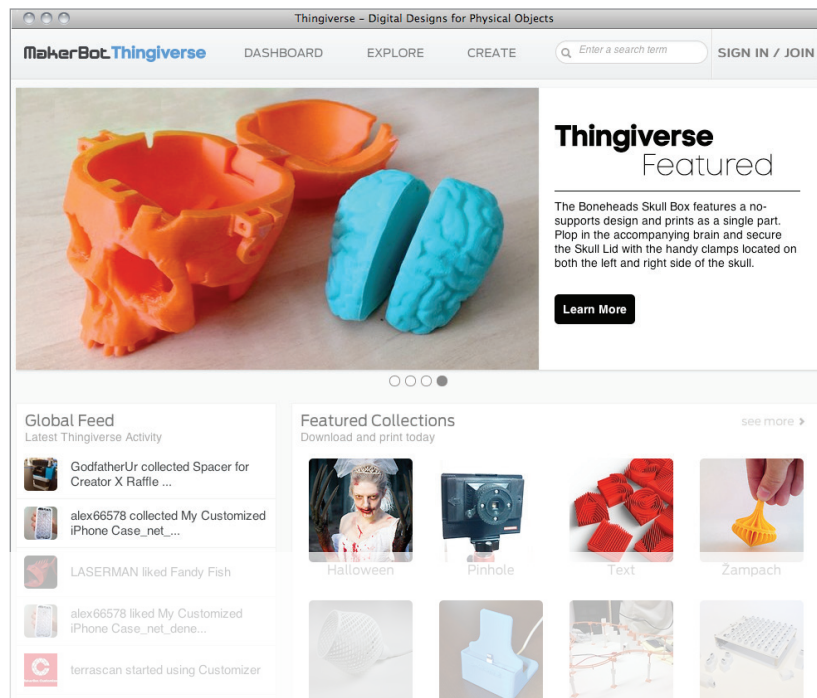 Thingiverse – Digital Designs for Physical Objects
MakerBot Thingiverse
DASHBOARD
EXPLORE
CREATE
Enter a search term
SIGN IN / JOIN
Thingiverse
Featured
The Boneheads Skull Box features a no-
supports design and prints as a single part.
Plop in the accompanying brain and secure
the Skull Lid with the handy clamps located on
both the left and right side of the skull.
Learn More
Global Feed
Latest Thingiverse Activity
GodfatherUr collected Spacer for
Creator X Raffle ...
alex66578 collected My Customized
iPhone Case_net_...
LASERMAN liked Fandy Fish
alex66578 liked My Customized
iPhone Case_net_dene...
terrascan started using Customizer
Featured Collections
see more
Download and print today
Halloween
Pinhole
Text
Žampach